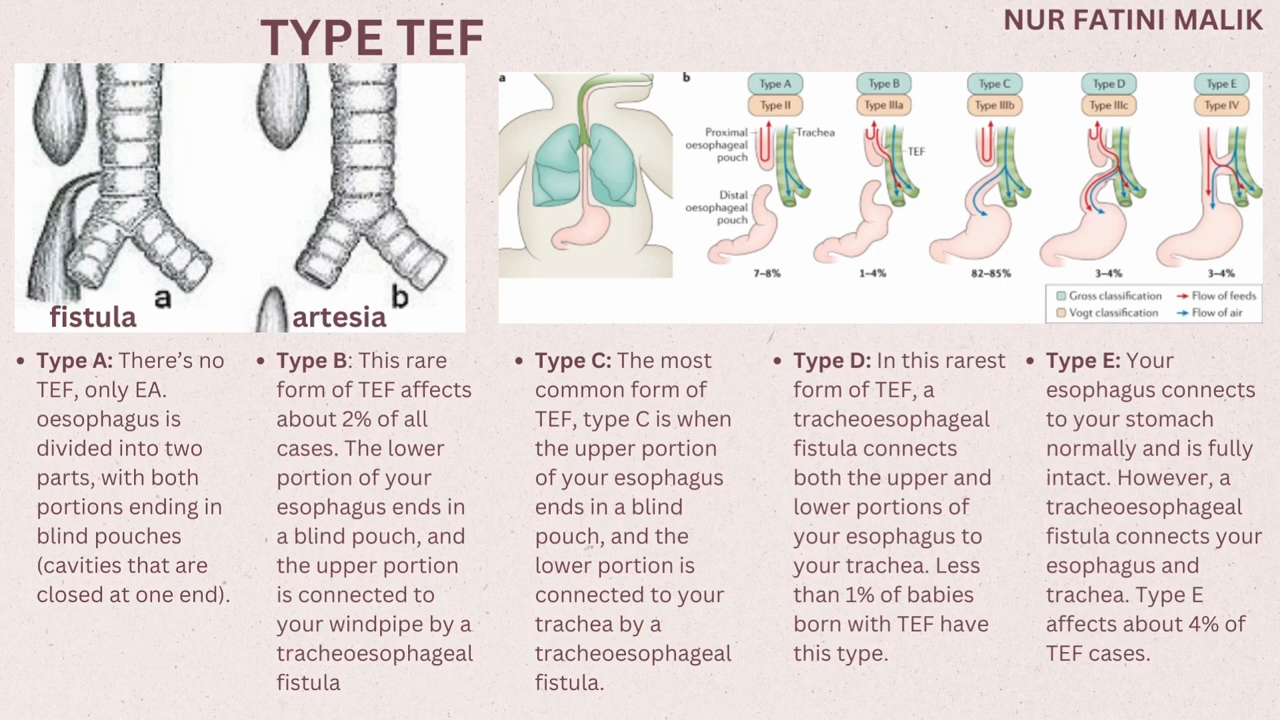 TYPE TEF
NUR FATINI MALIK
a
fistula
b
artesia
a
b
Type A
Type II
Type B
Type IIIa
Type C
Type IIIb
Type D
Type IIIc
Type E
Type IV
Proximal
oesophageal
pouch
Trachea
TEF
Distal
oesophageal
pouch
7–8%
1–4%
82–85%
3–4%
3–4%
Gross classification
Vogt classification
Flow of feeds
Flow of air
• Type A: There’s no
TEF, only EA.
oesophagus is
divided into two
parts, with both
portions ending in
blind pouches
(cavities that are
closed at one end).
• Type B: This rare
form of TEF affects
about 2% of all
cases. The lower
portion of your
esophagus ends in
a blind pouch, and
the upper portion
is connected to
your windpipe by a
tracheoesophageal
fistula
• Type C: The most
common form of
TEF, type C is when
the upper portion
of your esophagus
ends in a blind
pouch, and the
lower portion is
connected to your
trachea by a
tracheoesophageal
fistula.
• Type D: In this rarest
form of TEF, a
tracheoesophageal
fistula connects
both the upper and
lower portions of
your esophagus to
your trachea. Less
than 1% of babies
born with TEF have
this type.
• Type E: Your
esophagus connects
to your stomach
normally and is fully
intact. However, a
tracheoesophageal
fistula connects your
esophagus and
trachea. Type E
affects about 4% of
TEF cases.